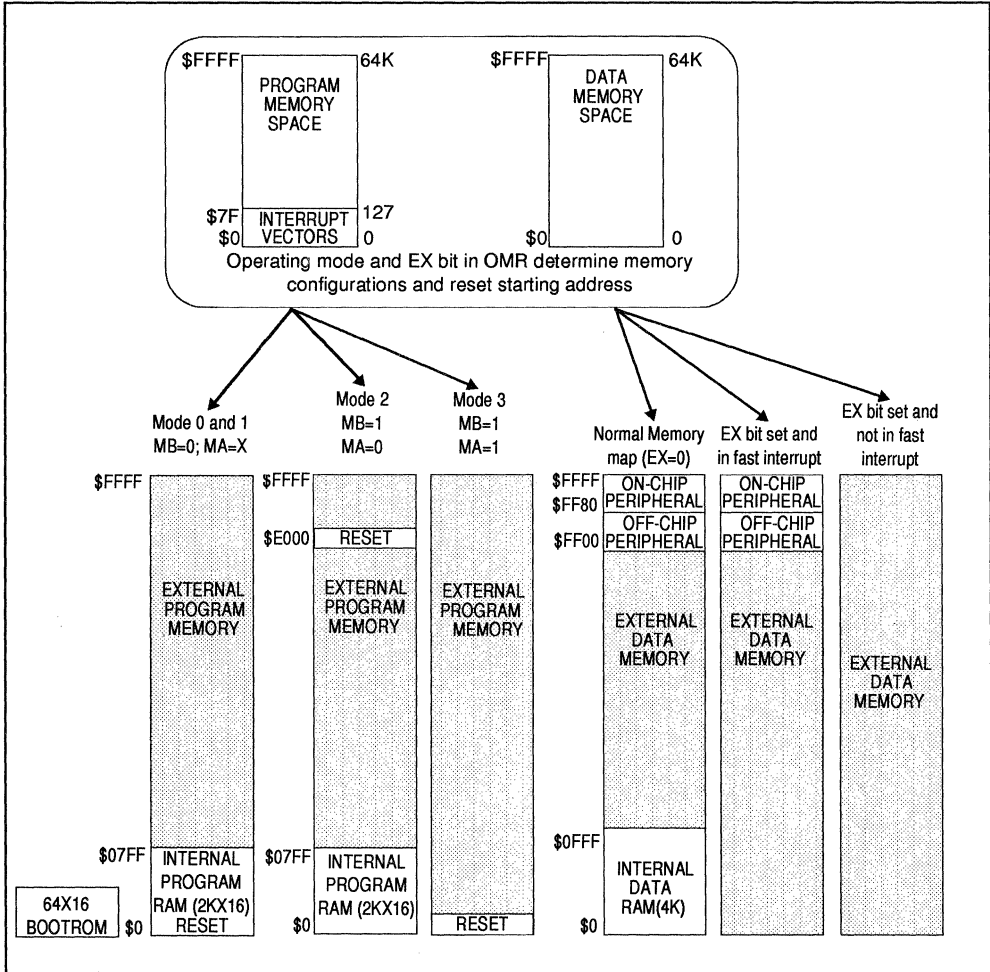 $FFFF
64K
PROGRAM
MEMORY
SPACE
$7F
127
INTERRUPT
VECTORS
$0
0
$FFFF
64K
DATA
MEMORY
SPACE
$0
0
Operating mode and EX bit in OMR determine memory
configurations and reset starting address
Mode 0 and 1
MB=0; MA=X
$FFFF
EXTERNAL
PROGRAM
MEMORY
$07FF
INTERNAL
PROGRAM
RAM (2KX16)
RESET
$0
64X16
BOOTROM
Mode 2
MB=1
MA=0
$FFFF
$E000
RESET
EXTERNAL
PROGRAM
MEMORY
$07FF
INTERNAL
PROGRAM
RAM (2KX16)
$0
Mode 3
MB=1
MA=1
EXTERNAL
PROGRAM
MEMORY
RESET
Normal Memory
map (EX=0)
$FFFF
ON-CHIP
PERIPHERAL
$FF80
OFF-CHIP
PERIPHERAL
$FF00
EXTERNAL
DATA
MEMORY
$0FFF
INTERNAL
DATA
RAM(4K)
$0
EX bit set and
in fast interrupt
ON-CHIP
PERIPHERAL
OFF-CHIP
PERIPHERAL
EXTERNAL
DATA
MEMORY
EX bit set and
not in fast
interrupt
EXTERNAL
DATA
MEMORY